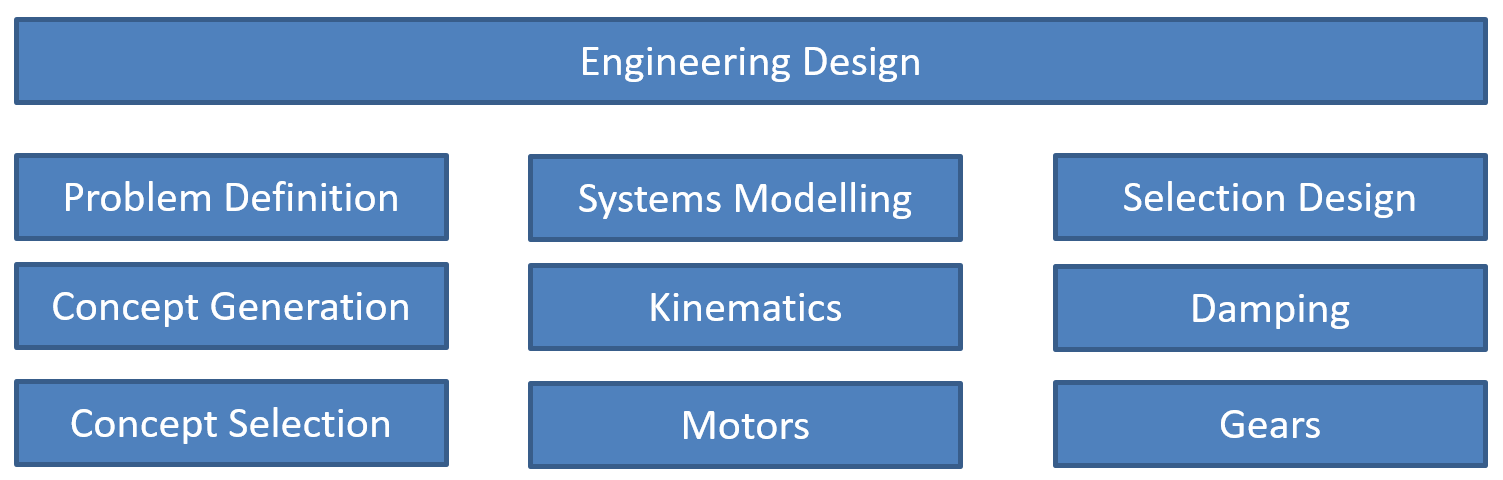 Engineering Design
Problem Definition
Systems Modelling
Selection Design
Concept Generation
Kinematics
Damping
Concept Selection
Motors
Gears